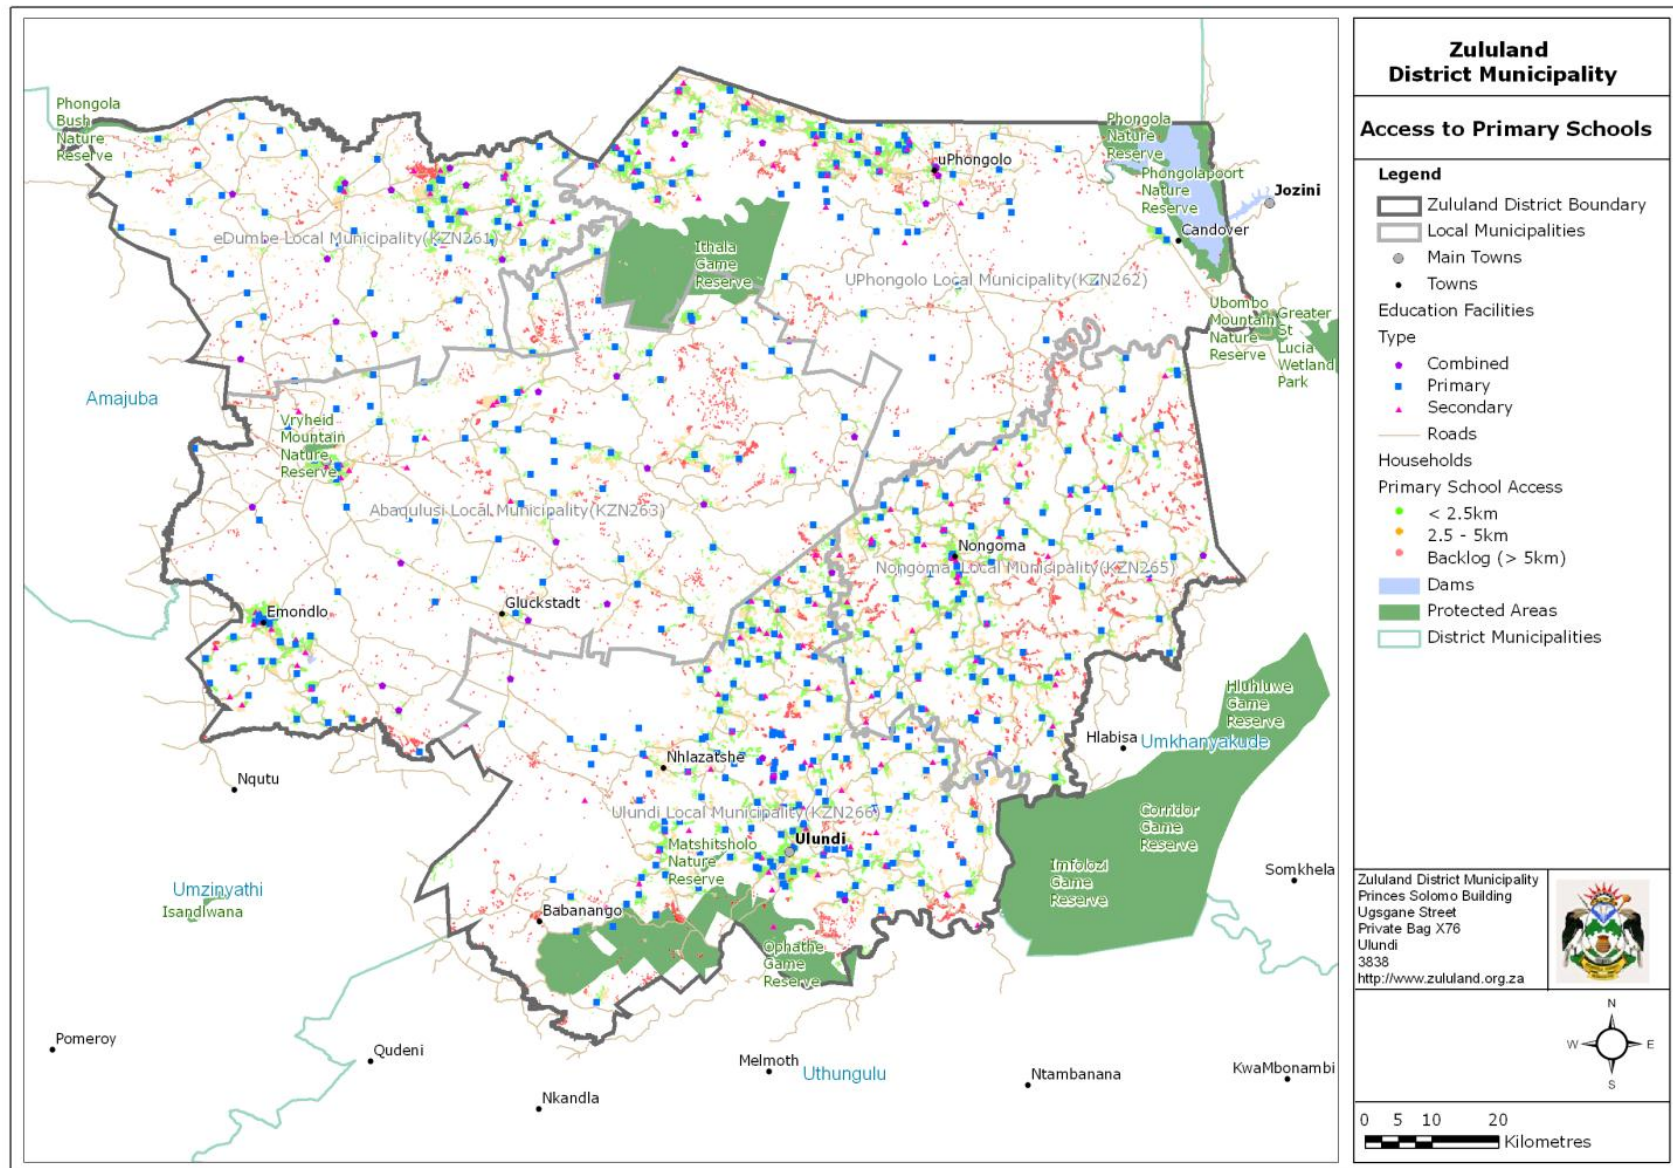 Zululand
District Municipality
Access to Primary Schools
Legend
Zululand District Boundary
Local Municipalities
Main Towns
Towns
Education Facilities
Type
Combined
Primary
Secondary
Roads
Households
Primary School Access
< 2.5km
2.5 - 5km
Backlog (> 5km)
Dams
Protected Areas
District Municipalities
Zululand District Municipality
Princes Solomo Building
Ugsgane Street
Private Bag X76
Ulundi
3838
http://www.zululand.org.za
N
W
E
S
0 5 10 20
Kilometres
Phongola
Bush
Nature
Reserve
Phongola
Nature
Reserve
uPhongolo
Phongolapoort
Nature
Reserve
Jozini
Candover
eDumbe Local Municipality(KZN261)
Ithala
Game
Reserve
UPhongolo Local Municipality(KZN262)
Ubombo
Mountain
Nature
Reserve
Greater
St
Lucia
Wetland
Park
Amajuba
Vryheid
Mountain
Nature
Reserve
Abaqulusi Local Municipality(KZN263)
Nongoma
Nongoma Local Municipality(KZN265)
Emondlo
Gluckstadt
Hluhluwe
Game
Reserve
Hlabisa
Umkhanyakude
Nqutu
Nhlazatshe
Ulundi Local Municipality(KZN266)
Corridor
Game
Reserve
Ulundi
Matshitsholo
Nature
Reserve
Imfolozi
Game
Reserve
Somkhela
Umzinyathi
Isandlwana
Babanango
Ophathe
Game
Reserve
Pomeroy
Qudeni
Melmoth
Uthungulu
Ntambanana
KwaMbonambi
Nkandla